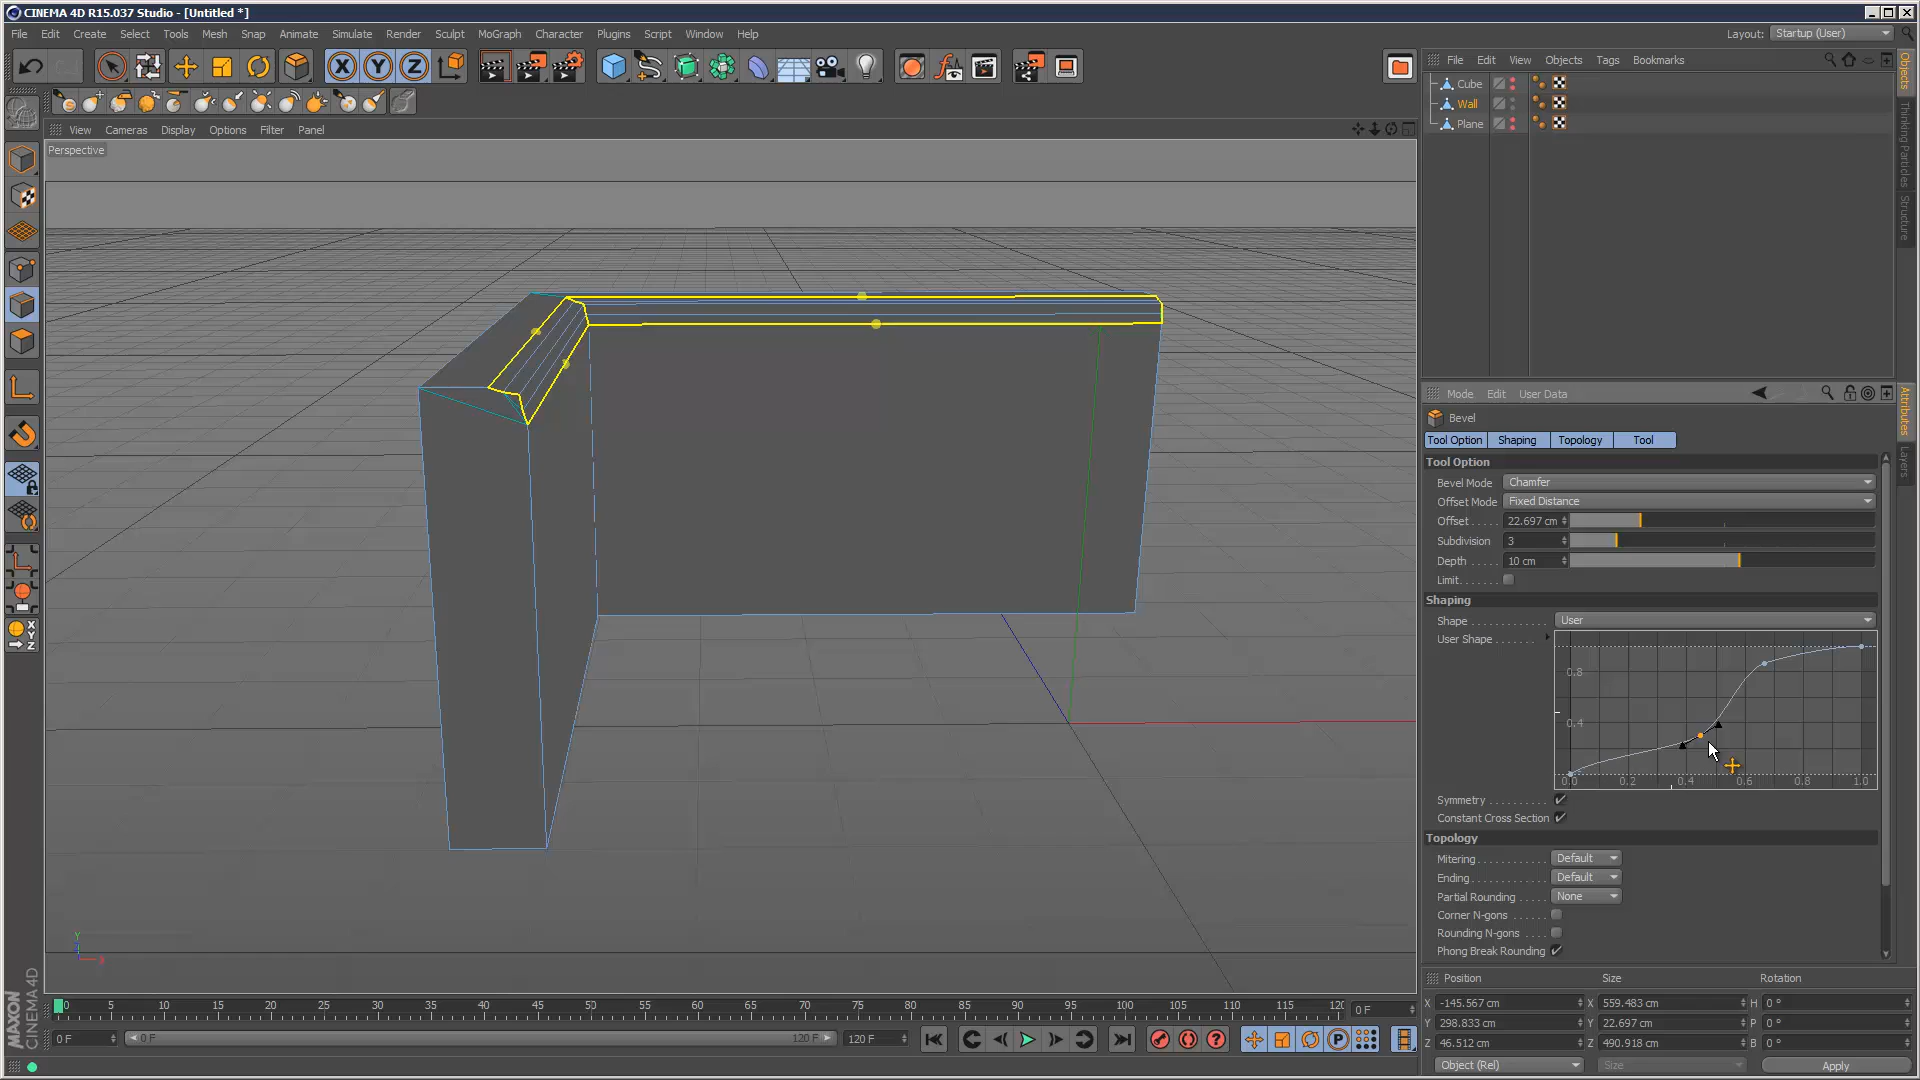 CINEMA 4D R15.037 Studio - [Untitled *]
File Edit Create Select Tools Mesh Snap Animate Simulate Render Sculpt MoGraph Character Plugins Script Window Help
Layout: Startup (User)
X Y Z
File Edit View Objects Tags Bookmarks
View Cameras Display Options Filter Panel
Perspective
Cube
Wall
Plane
Objects
Thinking Particles
Structure
Mode Edit User Data
Attributes
Layers
Bevel
Tool Option Shaping Topology Tool
Tool Option
Bevel Mode Chamfer
Offset Mode Fixed Distance
Offset..... 22.697 cm
Subdivision 3
Depth ..... 10 cm
Limit.......
Shaping
Shape ............... User
User Shape .......
0.8
0.4
0.0 0.2 0.4 0.6 0.8 1.0
Symmetry ..........
Constant Cross Section
Topology
Mitering............ Default
Ending............. Default
Partial Rounding ..... None
Corner N-gons ......
Rounding N-gons ....
Phong Break Rounding
X
Y
Z
Y
X
MAXON
CINEMA 4D
0 5 10 15 20 25 30 35 40 45 50 55 60 65 70 75 80 85 90 95 100 105 110 115 120
0 F
0 F 0 F 120 F 120 F
P
Position Size Rotation
X -145.567 cm X 559.483 cm H 0 °
Y 298.833 cm Y 22.697 cm P 0 °
Z 46.512 cm Z 490.918 cm B 0 °
Object (Rel) Size Apply